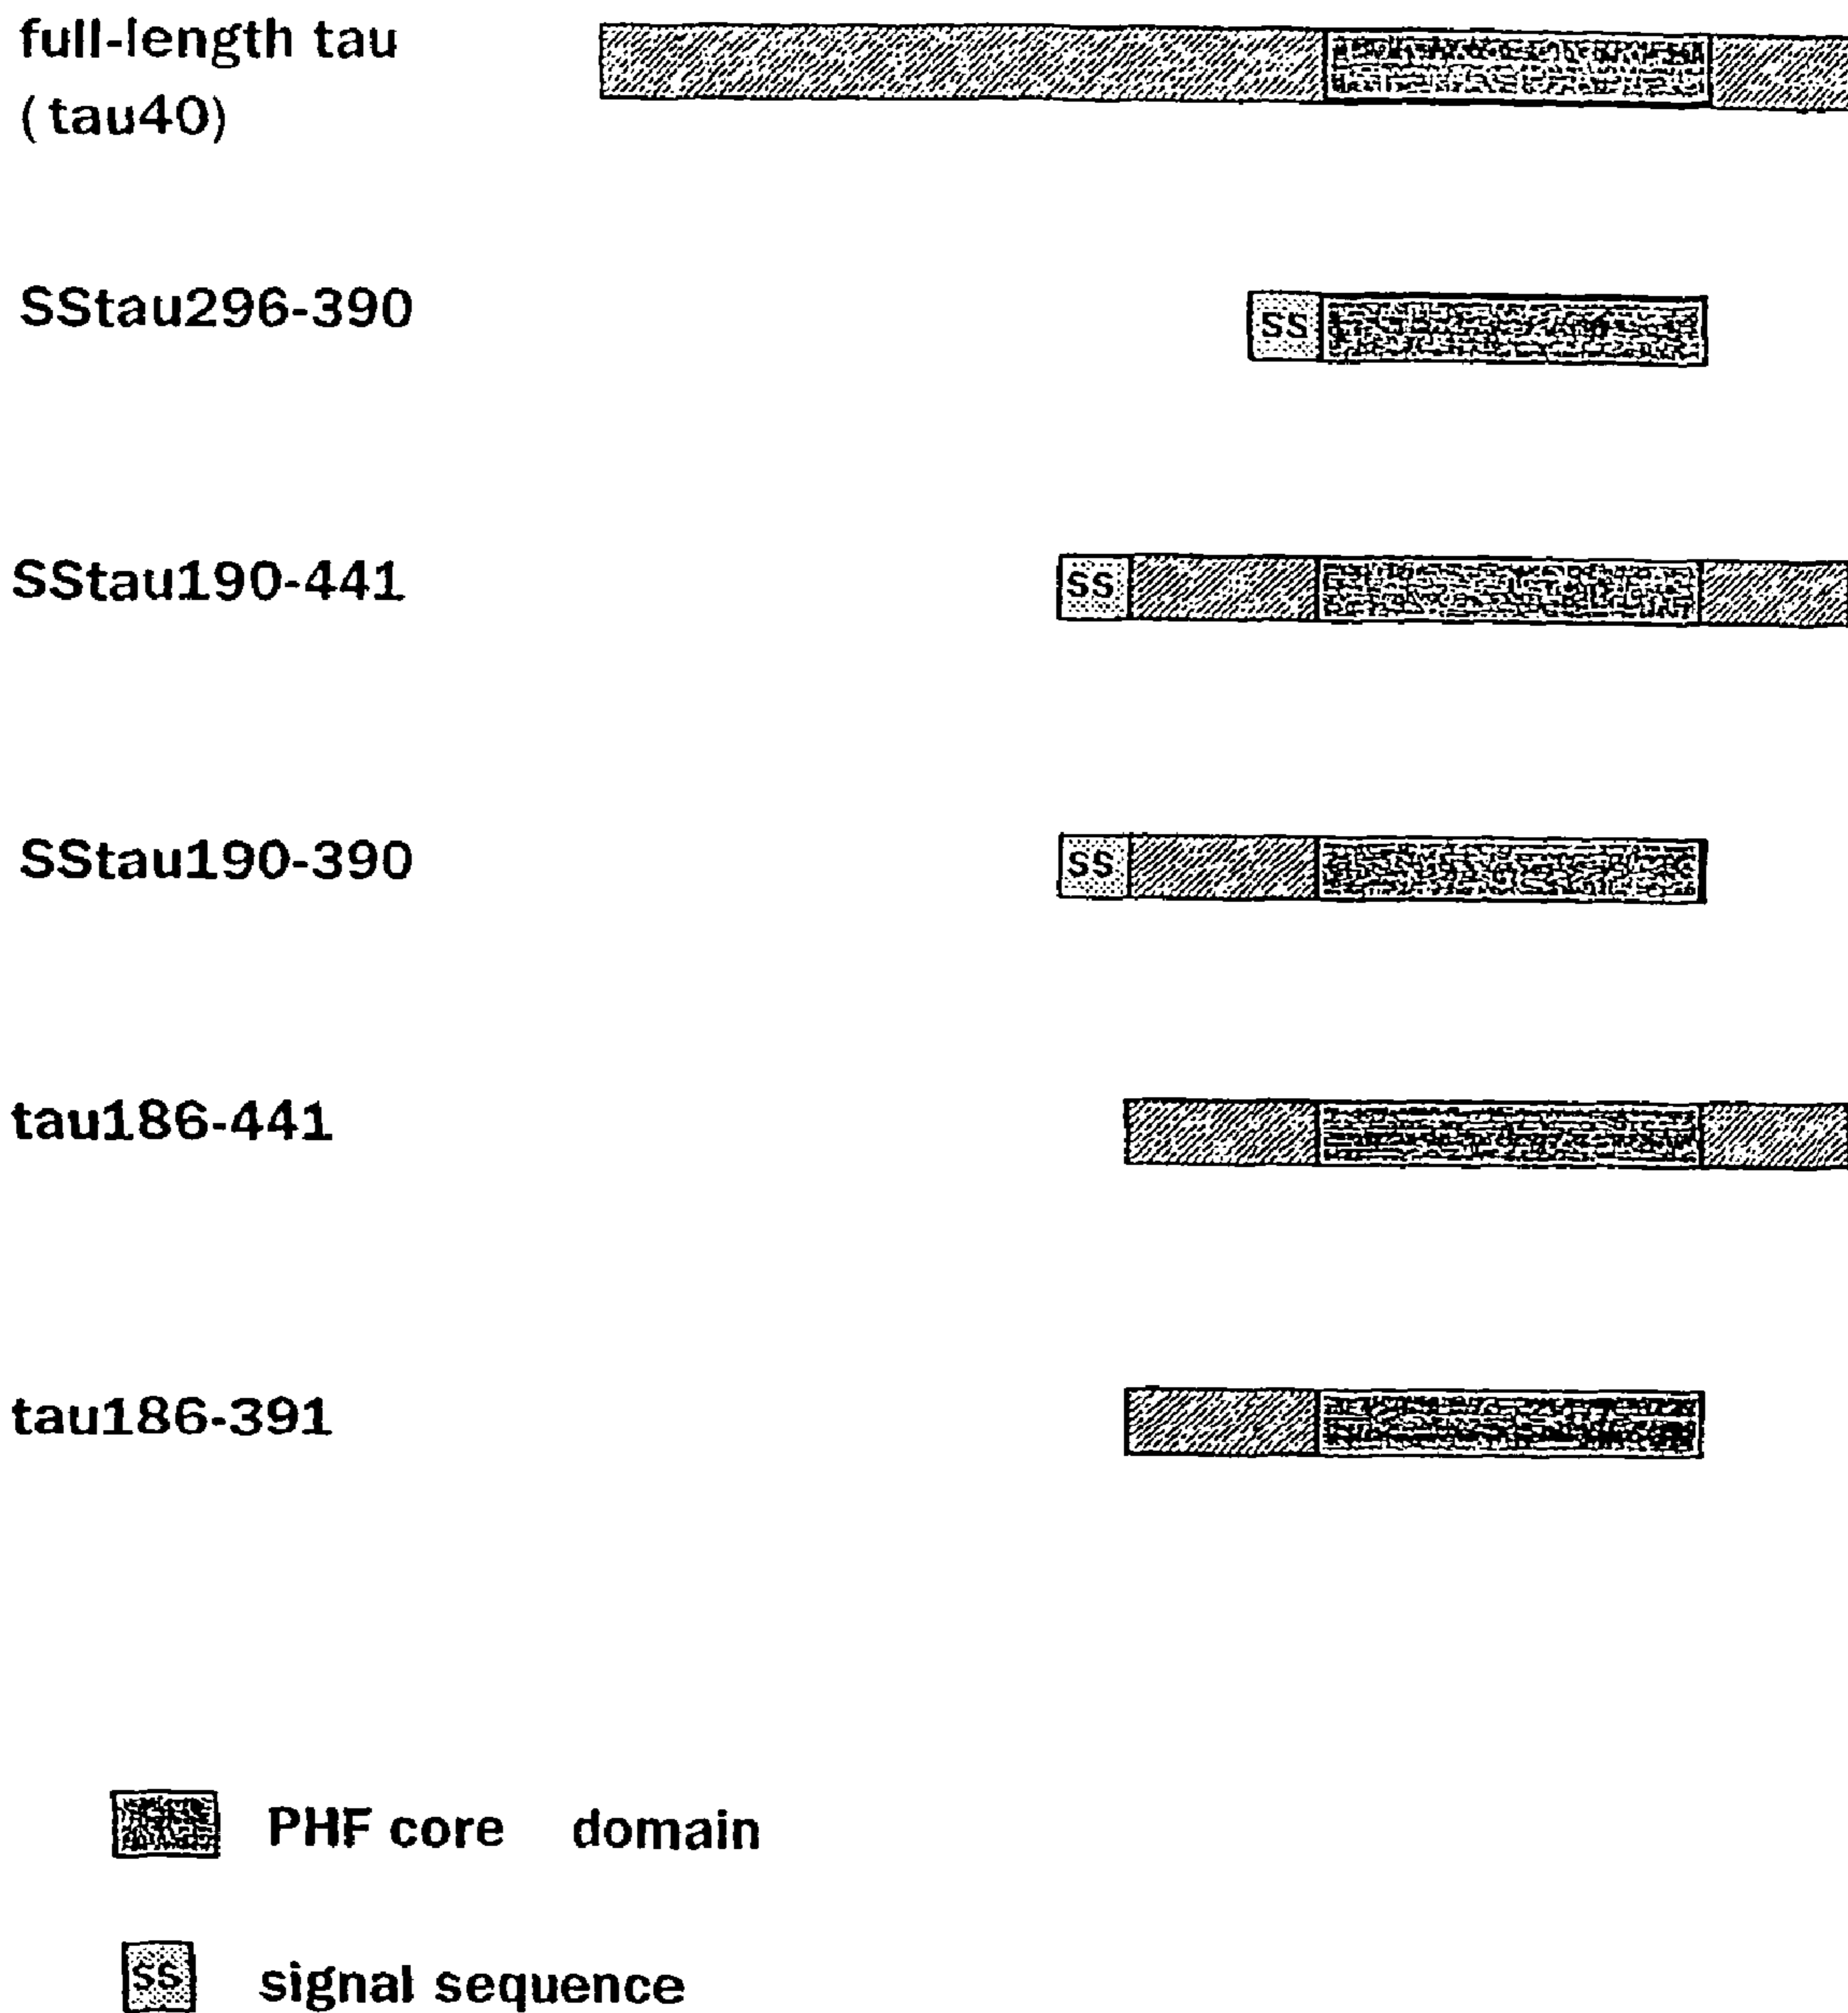 full-length tau
(tau40)
SStau296-390
SS
SStau190-441
SS
SStau190-390
SS
tau186-441
tau186-391
PHF core domain
SS
signal sequence